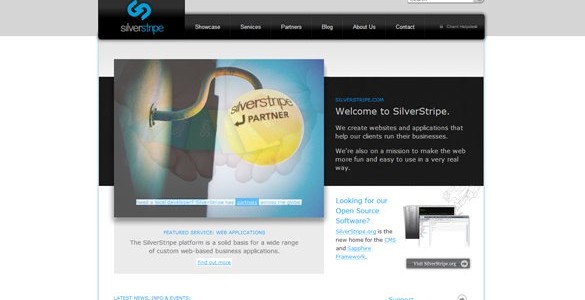 silverstripe
Showcase Services Partners Blog About Us Contact Client Helpdesk
silverstripe
PARTNER
Need a local developer? SilverStripe has partners across the globe.
SILVERSTRIPE.COM
Welcome to SilverStripe.
We create websites and applications that
help our clients run their businesses.
We're also on a mission to make the web
more fun and easy to use in a very real
way.
FEATURED SERVICE: WEB APPLICATIONS
The SilverStripe platform is a solid basis for a wide range
of custom web-based business applications.
Find out more
Looking for our
Open Source
Software?
SilverStripe.org is the
new home for the CMS
and Sapphire
Framework.
Visit SilverStripe.org
LATEST NEWS, INFO & EVENTS:
Support